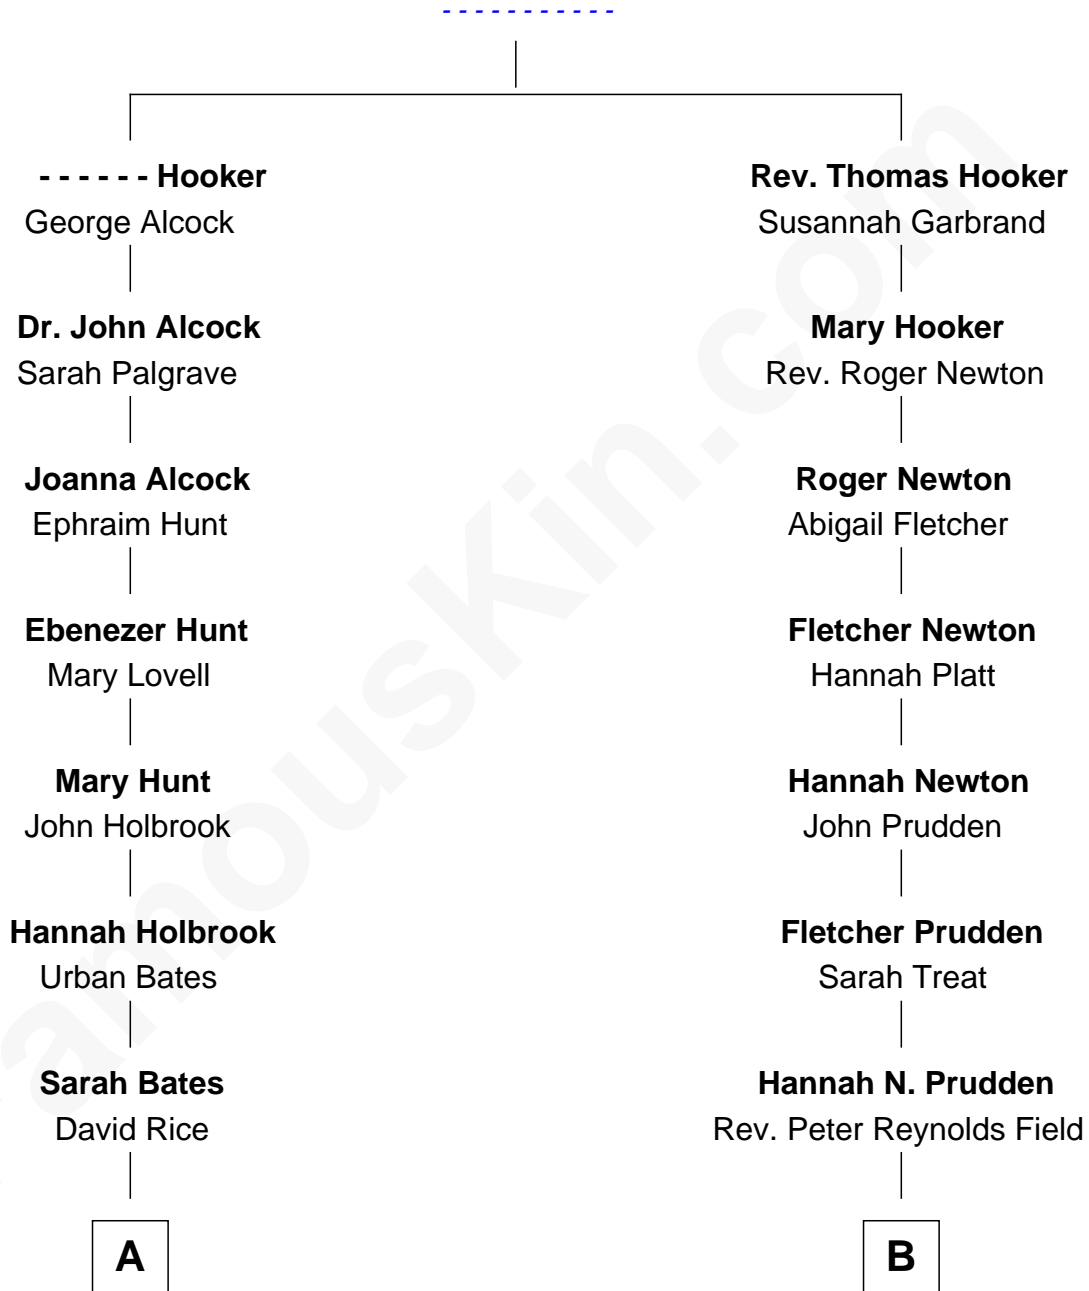 - - - - - - - - - - -
- - - - - - Hooker
George Alcock
Rev. Thomas Hooker
Susannah Garbrand
Dr. John Alcock
Sarah Palgrave
Mary Hooker
Rev. Roger Newton
Joanna Alcock
Ephraim Hunt
Roger Newton
Abigail Fletcher
Ebenezer Hunt
Mary Lovell
Fletcher Newton
Hannah Platt
Mary Hunt
John Holbrook
Hannah Newton
John Prudden
Hannah Holbrook
Urban Bates
Fletcher Prudden
Sarah Treat
Sarah Bates
David Rice
Hannah N. Prudden
Rev. Peter Reynolds Field
A
B
amouskin.com